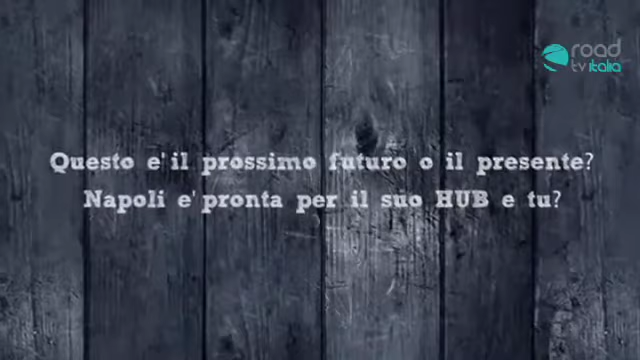 road
tv italia
Questo e' il prossimo futuro o il presente?
Napoli e' pronta per il suo HUB e tu?